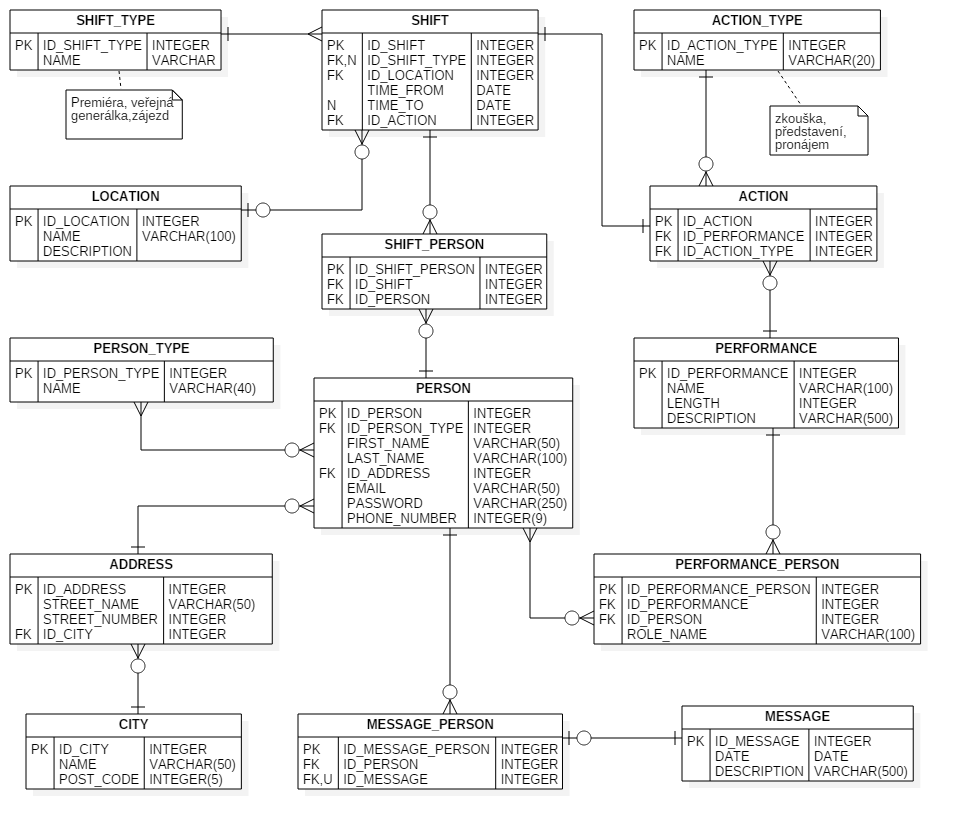 SHIFT_TYPE
PK ID_SHIFT_TYPE INTEGER
NAME VARCHAR
Premiéra, veřejná
generálka,zájezd
SHIFT
PK ID_SHIFT INTEGER
FK,N ID_SHIFT_TYPE INTEGER
FK ID_LOCATION INTEGER
TIME_FROM DATE
N TIME_TO DATE
FK ID_ACTION INTEGER
ACTION_TYPE
PK ID_ACTION_TYPE INTEGER
NAME VARCHAR(20)
zkouška,
představení,
pronájem
LOCATION
PK ID_LOCATION INTEGER
NAME VARCHAR(100)
DESCRIPTION
ACTION
PK ID_ACTION INTEGER
FK ID_PERFORMANCE INTEGER
FK ID_ACTION_TYPE INTEGER
SHIFT_PERSON
PK ID_SHIFT_PERSON INTEGER
FK ID_SHIFT INTEGER
FK ID_PERSON INTEGER
PERSON_TYPE
PK ID_PERSON_TYPE INTEGER
NAME VARCHAR(40)
PERFORMANCE
PK ID_PERFORMANCE INTEGER
NAME VARCHAR(100)
LENGTH INTEGER
DESCRIPTION VARCHAR(500)
PERSON
PK ID_PERSON INTEGER
FK ID_PERSON_TYPE INTEGER
FIRST_NAME VARCHAR(50)
LAST_NAME VARCHAR(100)
FK ID_ADDRESS INTEGER
EMAIL VARCHAR(50)
PASSWORD VARCHAR(250)
PHONE_NUMBER INTEGER(9)
ADDRESS
PK ID_ADDRESS INTEGER
STREET_NAME VARCHAR(50)
STREET_NUMBER INTEGER
FK ID_CITY INTEGER
PERFORMANCE_PERSON
PK ID_PERFORMANCE_PERSON INTEGER
FK ID_PERFORMANCE INTEGER
FK ID_PERSON INTEGER
ROLE_NAME VARCHAR(100)
CITY
PK ID_CITY INTEGER
NAME VARCHAR(50)
POST_CODE INTEGER(5)
MESSAGE_PERSON
PK ID_MESSAGE_PERSON INTEGER
FK ID_PERSON INTEGER
FK,U ID_MESSAGE INTEGER
MESSAGE
PK ID_MESSAGE INTEGER
DATE DATE
DESCRIPTION VARCHAR(500)